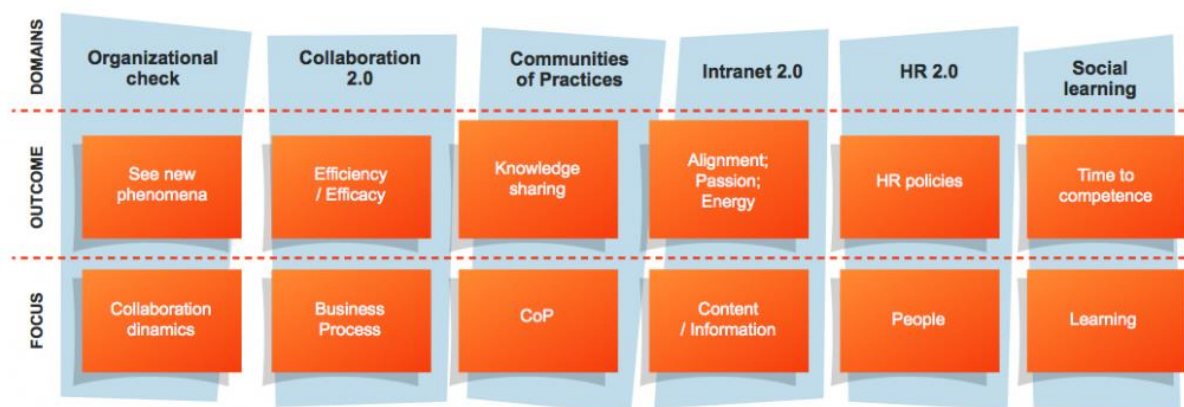 DOMAINS
Organizational
check
Collaboration
2.0
Communities
of Practices
Intranet 2.0
HR 2.0
Social
learning
OUTCOME
See new
phenomena
Efficiency
/ Efficacy
Knowledge
sharing
Alignment;
Passion;
Energy
HR policies
Time to
competence
FOCUS
Collaboration
dinamics
Business
Process
CoP
Content
/ Information
People
Learning